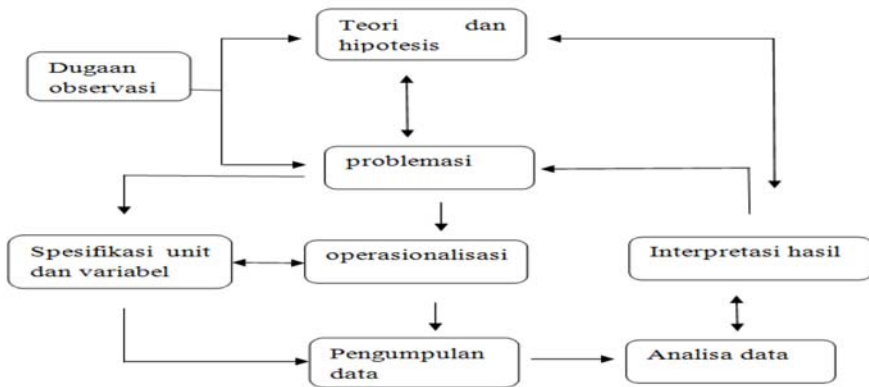 Teori dan
hipotesis
Dugaan
observasi
problemasi
Spesifikasi unit
dan variabel
operasionalisasi
Interpretasi hasil
Pengumpulan
data
Analisa data